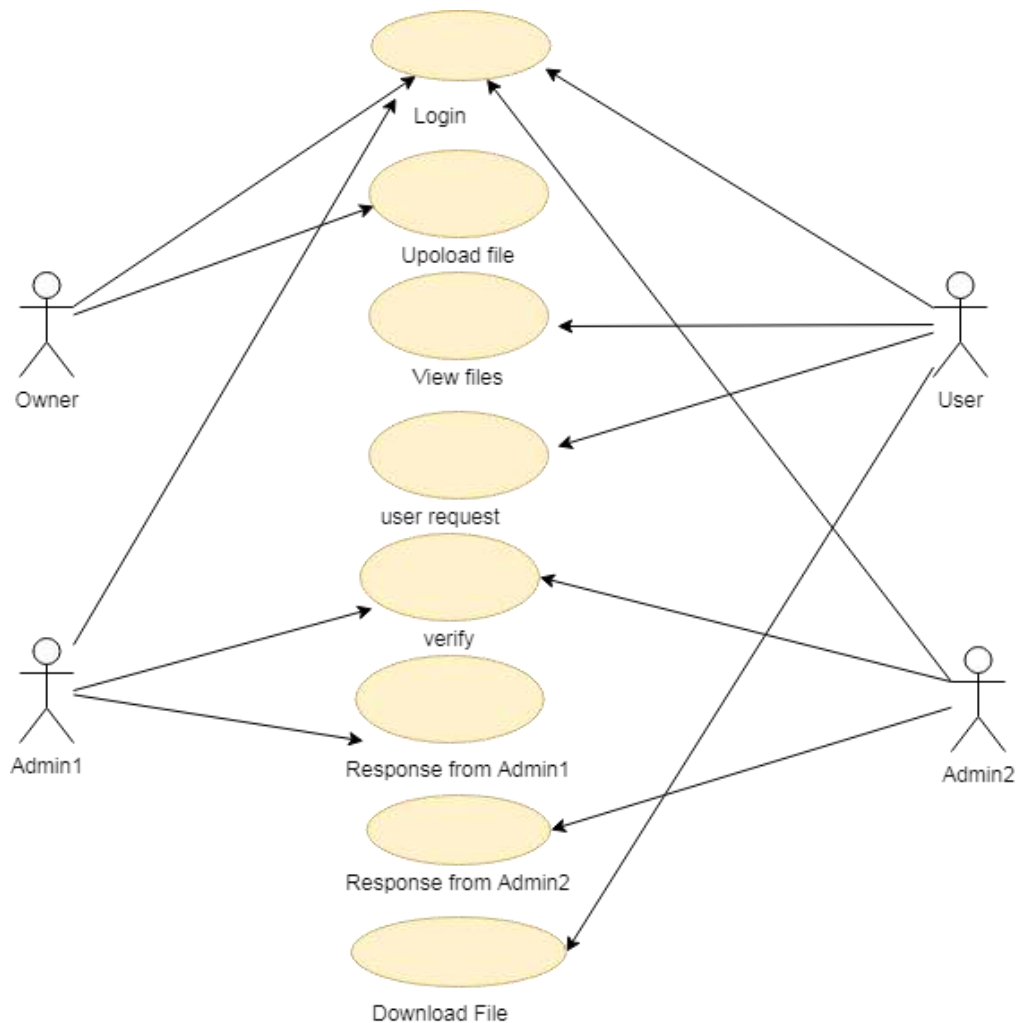 Login
Upoload file
View files
Owner
User
user request
verify
Admin1
Response from Admin1
Admin2
Response from Admin2
Download File